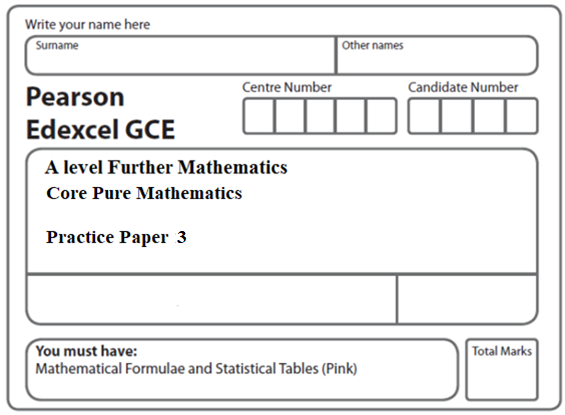 Write your name here
Surname
Other names
Pearson
Edexcel GCE
Centre Number
Candidate Number
A level Further Mathematics
Core Pure Mathematics
Practice Paper 3
You must have:
Mathematical Formulae and Statistical Tables (Pink)
Total Marks